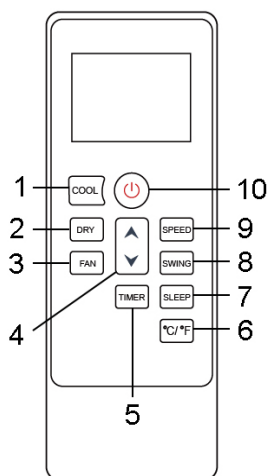 1 COOL 10
2 DRY SPEED 9
3 FAN SWING 8
4 TIMER SLEEP 7
°C/°F 6
5